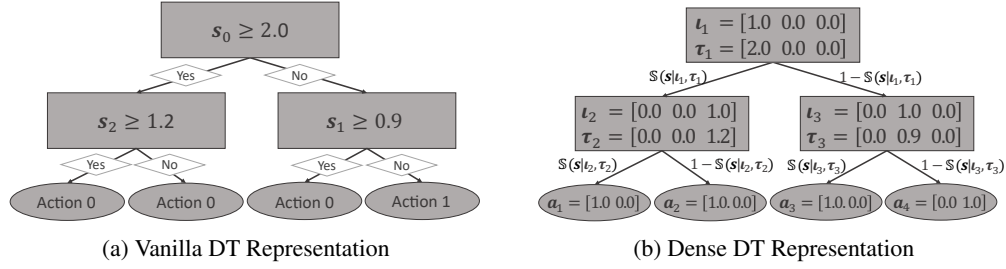 s₀ ≥ 2.0
Yes No
s₂ ≥ 1.2 s₁ ≥ 0.9
Yes No Yes No
Action 0 Action 0 Action 0 Action 1
(a) Vanilla DT Representation
ι₁ = [1.0 0.0 0.0]
τ₁ = [2.0 0.0 0.0]
𝕊(s|ι₁,τ₁) 1 − 𝕊(s|ι₁,τ₁)
ι₂ = [0.0 0.0 1.0] ι₃ = [0.0 1.0 0.0]
τ₂ = [0.0 0.0 1.2] τ₃ = [0.0 0.9 0.0]
𝕊(s|ι₂,τ₂) 1 − 𝕊(s|ι₂,τ₂) 𝕊(s|ι₃,τ₃) 1 − 𝕊(s|ι₃,τ₃)
a₁ = [1.0 0.0] a₂ = [1.0. 0.0] a₃ = [1.0. 0.0] a₄ = [0.0 1.0]
(b) Dense DT Representation